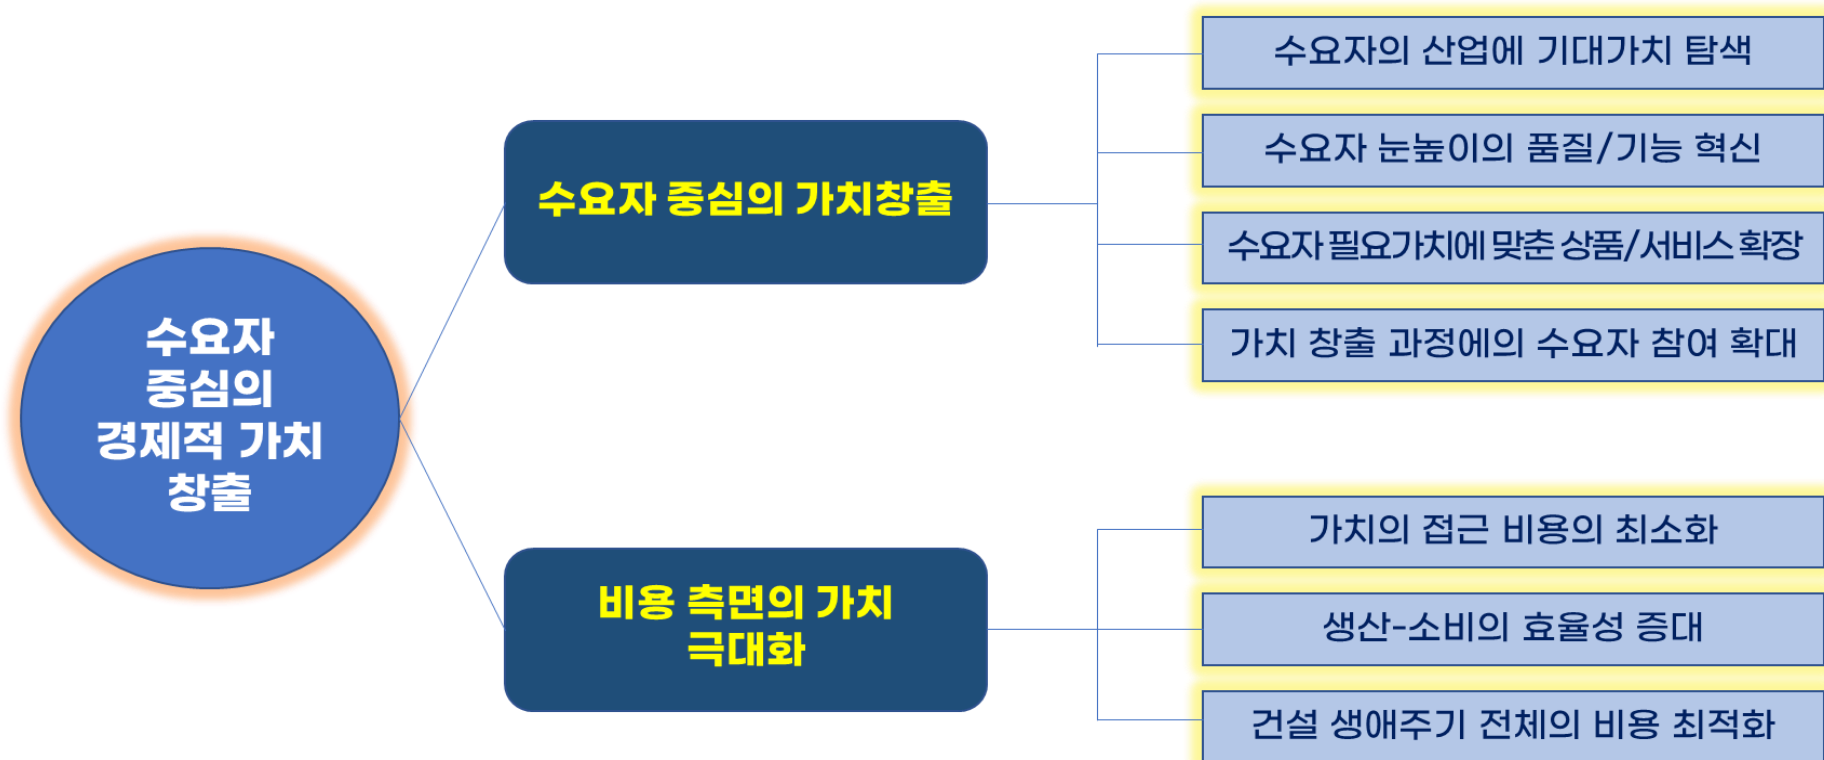 수요자
중심의
경제적 가치
창출
수요자 중심의 가치창출
수요자의 산업에 기대가치 탐색
수요자 눈높이의 품질/기능 혁신
수요자 필요가치에 맞춘 상품/서비스 확장
가치 창출 과정에의 수요자 참여 확대
비용 측면의 가치
극대화
가치의 접근 비용의 최소화
생산-소비의 효율성 증대
건설 생애주기 전체의 비용 최적화